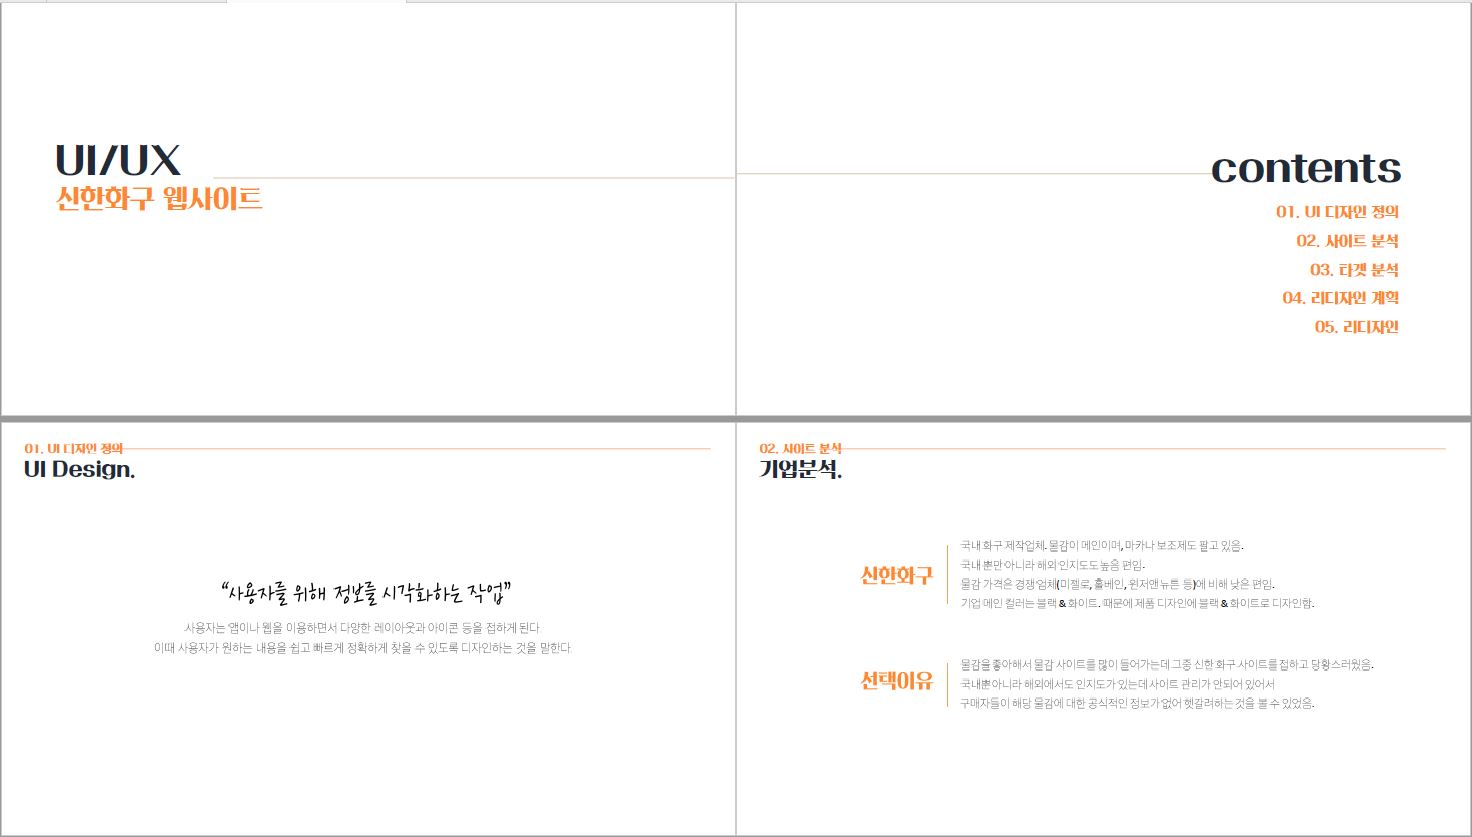 UI/UX
신한화구 웹사이트
contents
01. UI 디자인 정의
02. 사이트 분석
03. 타겟 분석
04. 리디자인 계획
05. 리디자인
01. UI 디자인 정의
UI Design.
“사용자를 위해 정보를 시각화하는 작업”
사용자는 앱이나 웹을 이용하면서 다양한 레이아웃과 아이콘 등을 접하게 된다
이때 사용자가 원하는 내용을 쉽고 빠르게 정확하게 찾을 수 있도록 디자인하는 것을 말한다.
02. 사이트 분석
기업분석.
신한화구
국내 화구 제작업체. 물감이 메인이며, 마카나 보조제도 팔고 있음.
국내 뿐만 아니라 해외 인지도도 높음 편임.
물감 가격은 경쟁업체(미젤로, 홀베인, 윈저앤뉴튼 등)에 비해 낮은 편임.
기업 메인 컬러는 블랙 & 화이트. 때문에 제품 디자인에 블랙 & 화이트로 디자인함.
선택이유
물감을 좋아해서 물감 사이트를 많이 들어가는데 그중 신한 화구 사이트를 접하고 당황스러웠음.
국내뿐아니라 해외에서도 인지도가 있는데 사이트 관리가 안되어 있어서
구매자들이 해당 물감에 대한 공식적인 정보가 없어 헷갈려하는 것을 볼 수 있었음.